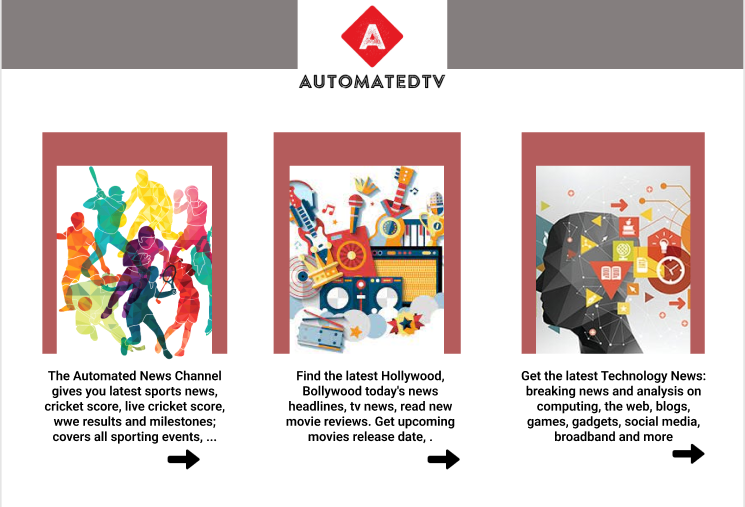 A
AUTOMATEDTV
The Automated News Channel
gives you latest sports news,
cricket score, live cricket score,
wwe results and milestones;
covers all sporting events, ...
Find the latest Hollywood,
Bollywood today's news
headlines, tv news, read new
movie reviews. Get upcoming
movies release date, .
Get the latest Technology News:
breaking news and analysis on
computing, the web, blogs,
games, gadgets, social media,
broadband and more